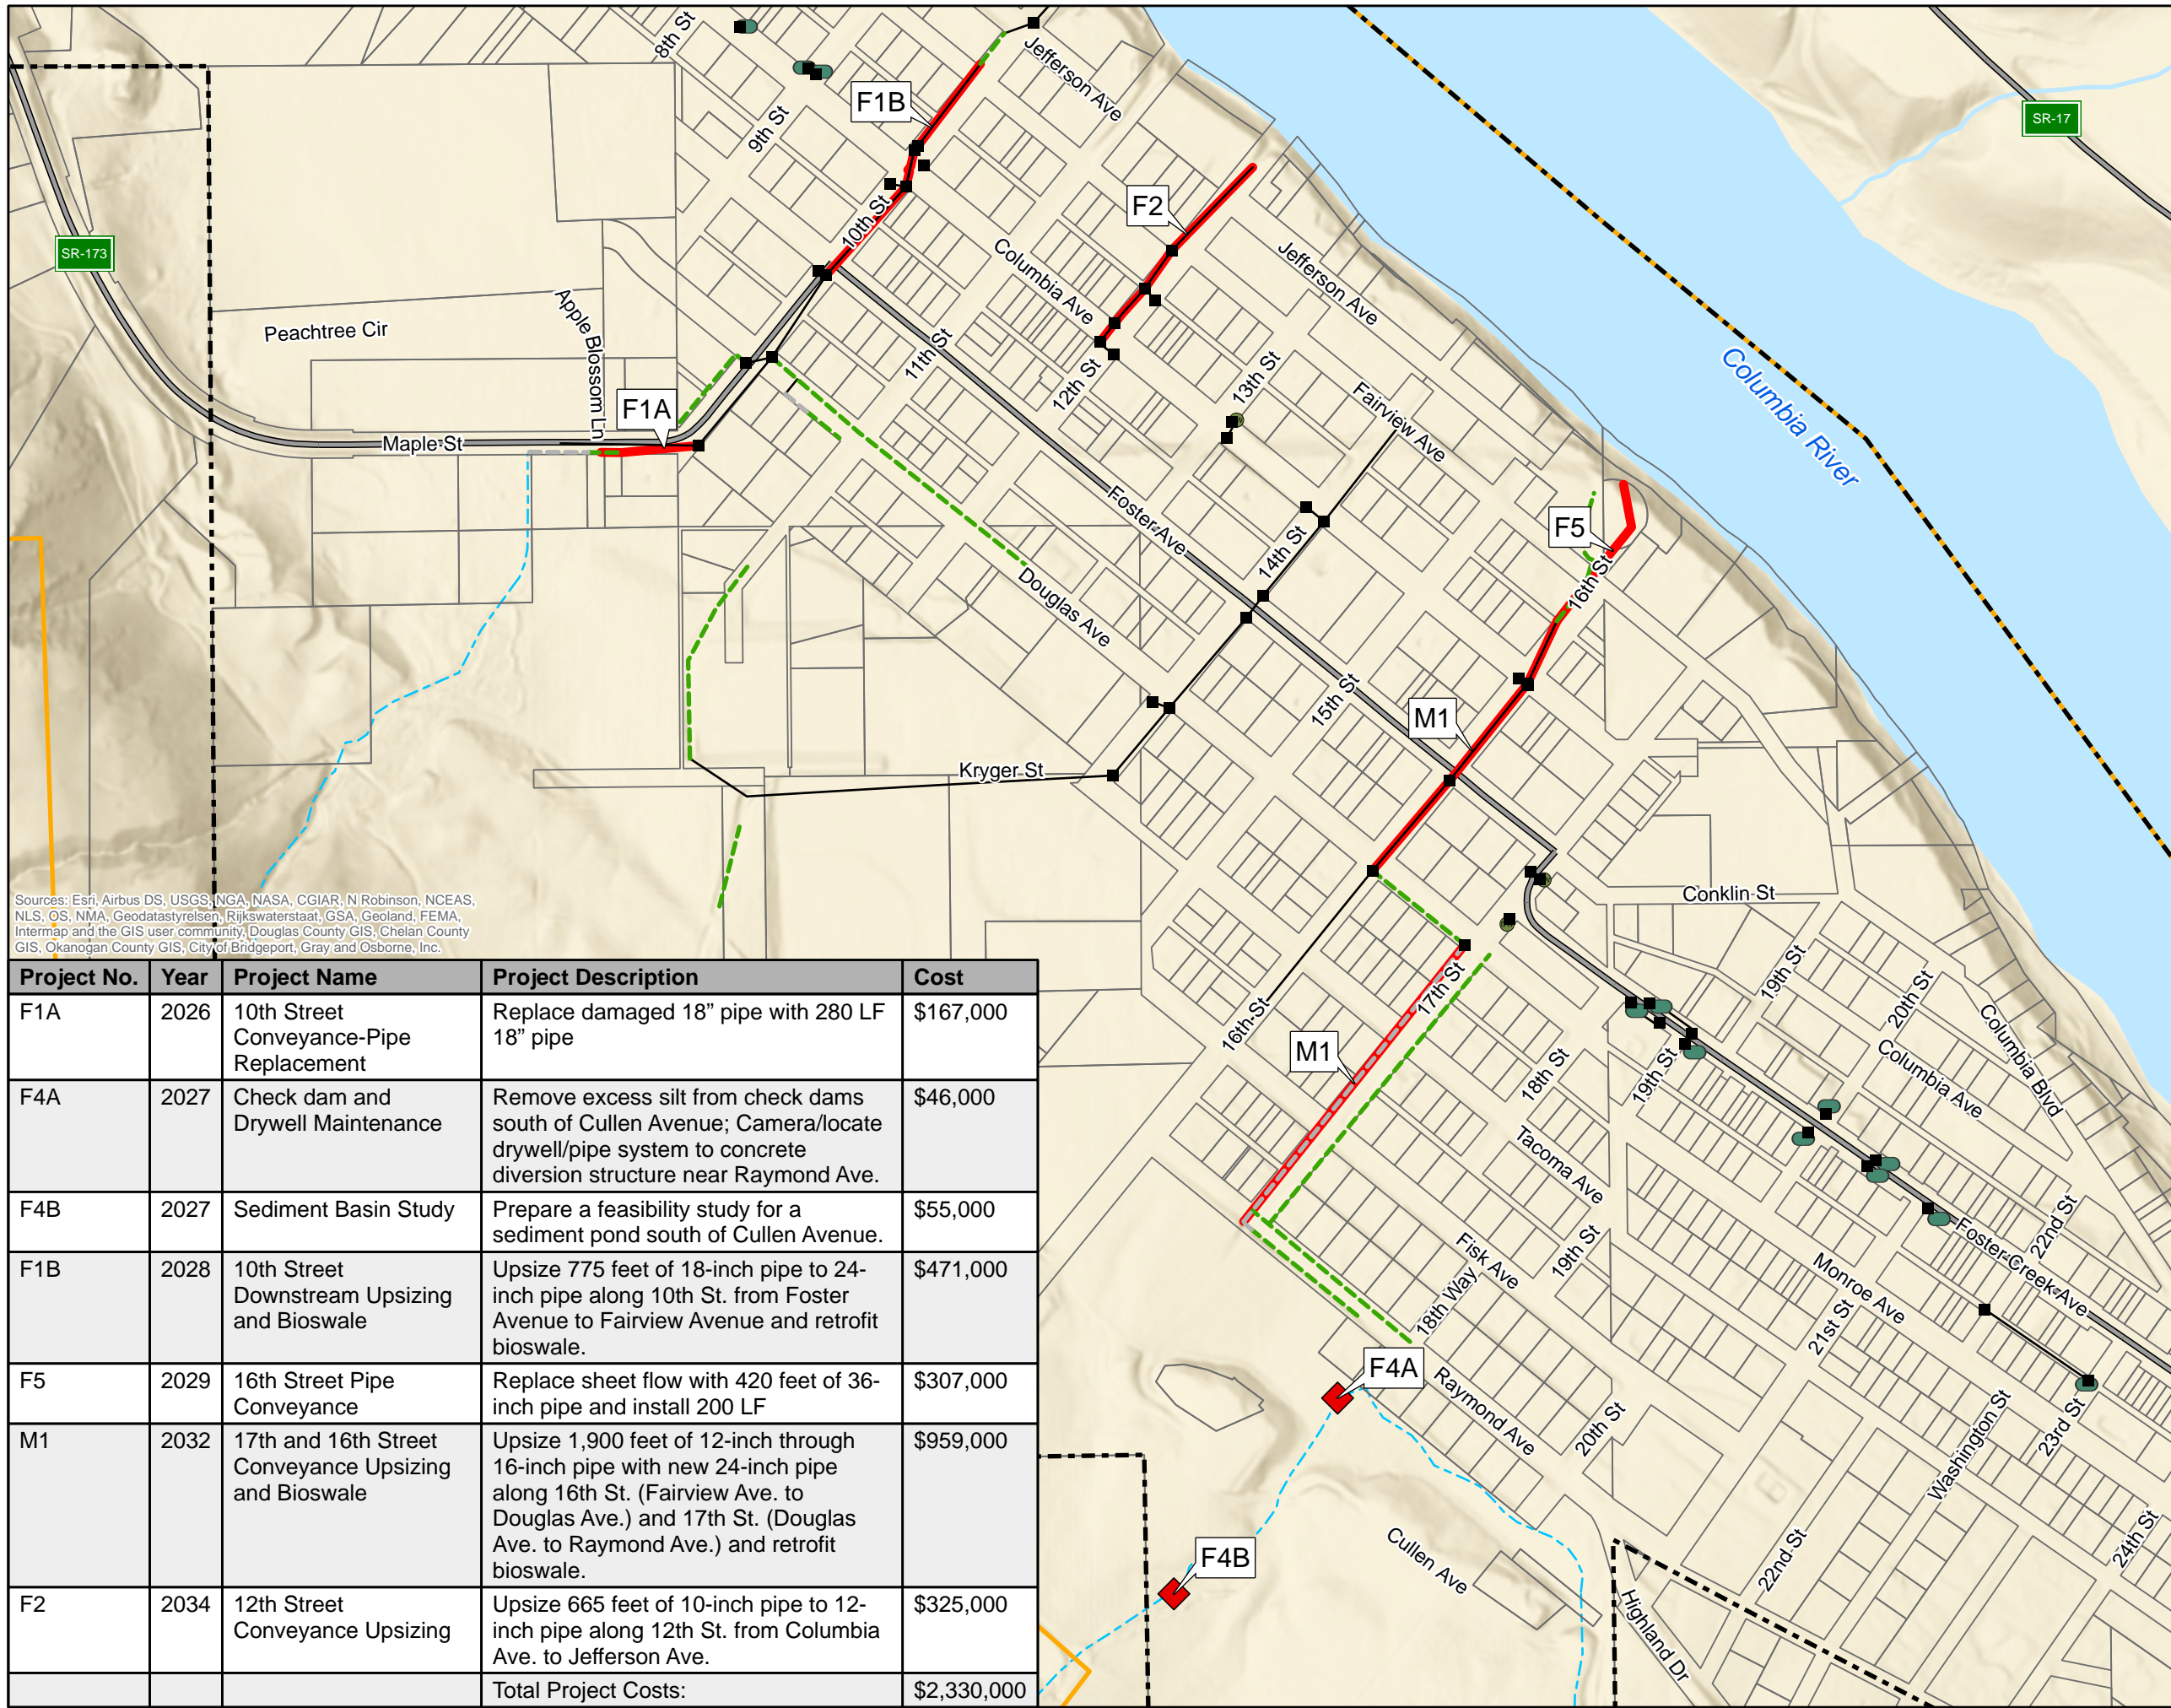 8th St
Jefferson Ave
F1B
9th St
SR-17
F2
10th St
SR-173
Columbia Ave
Jefferson Ave
Apple Blossom Ln
Peachtree Cir
11th St
Columbia River
12th St
13th St
F1A
Fairview Ave
Maple St
Foster Ave
F5
14th St
16th St
Douglas Ave
15th St
M1
Kryger St
Conklin St
Sources: Esri, Airbus DS, USGS, NGA, NASA, CGIAR, N Robinson, NCEAS,
NLS, OS, NMA, Geodatastyrelsen, Rijkswaterstaat, GSA, Geoland, FEMA,
Intermap and the GIS user community, Douglas County GIS, Chelan County
GIS, Okanogan County GIS, City of Bridgeport, Gray and Osborne, Inc.
17th St
19th St
20th St
16th St
M1
18th St
19th St
Columbia Ave
Columbia Blvd
Tacoma Ave
Fisk Ave
19th St
22nd St
Foster Creek Ave
Monroe Ave
18th Way
21st St
F4A
Raymond Ave
20th St
Washington St
23rd St
F4B
Cullen Ave
22nd St
24th St
Highland Dr
Project No. Year Project Name Project Description Cost
F1A 2026 10th Street Replace damaged 18” pipe with 280 LF $167,000
Conveyance-Pipe 18” pipe
Replacement
F4A 2027 Check dam and Remove excess silt from check dams $46,000
Drywell Maintenance south of Cullen Avenue; Camera/locate
drywell/pipe system to concrete
diversion structure near Raymond Ave.
F4B 2027 Sediment Basin Study Prepare a feasibility study for a $55,000
sediment pond south of Cullen Avenue.
F1B 2028 10th Street Upsize 775 feet of 18-inch pipe to 24- $471,000
Downstream Upsizing inch pipe along 10th St. from Foster
and Bioswale Avenue to Fairview Avenue and retrofit
bioswale.
F5 2029 16th Street Pipe Replace sheet flow with 420 feet of 36- $307,000
Conveyance inch pipe and install 200 LF
M1 2032 17th and 16th Street Upsize 1,900 feet of 12-inch through $959,000
Conveyance Upsizing 16-inch pipe with new 24-inch pipe
and Bioswale along 16th St. (Fairview Ave. to
Douglas Ave.) and 17th St. (Douglas
Ave. to Raymond Ave.) and retrofit
bioswale.
F2 2034 12th Street Upsize 665 feet of 10-inch pipe to 12- $325,000
Conveyance Upsizing inch pipe along 12th St. from Columbia
Ave. to Jefferson Ave.
Total Project Costs: $2,330,000